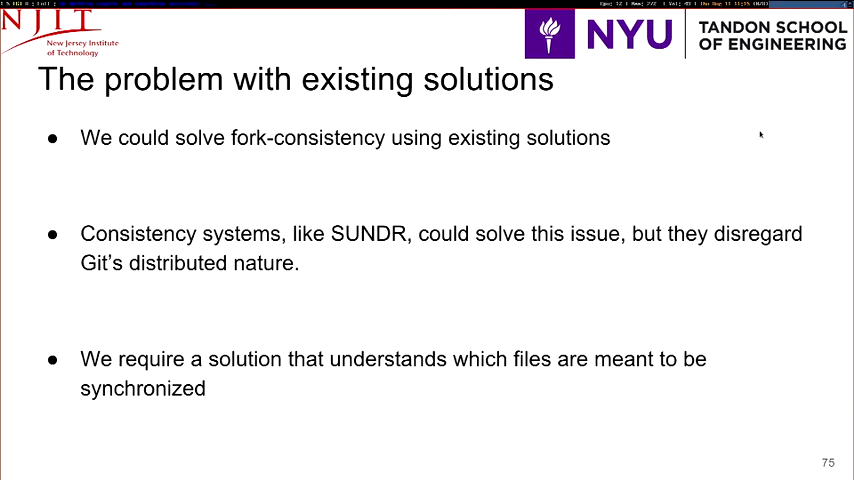 NJIT
New Jersey Institute
of Technology
NYU
TANDON SCHOOL
OF ENGINEERING
The problem with existing solutions
● We could solve fork-consistency using existing solutions
● Consistency systems, like SUNDR, could solve this issue, but they disregard
Git's distributed nature.
● We require a solution that understands which files are meant to be
synchronized
75